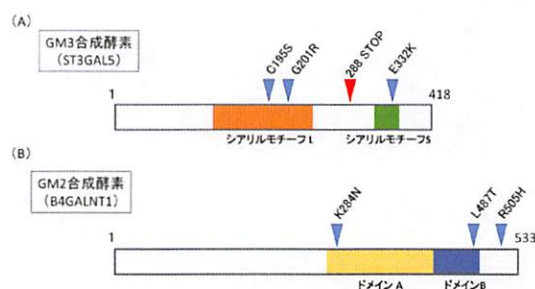 (A)
GM3合成酵素
(ST3GAL5)
C195S
G201R
288 STOP
E332K
1
418
シアリルモチーフL
シアリルモチーフS
(B)
GM2合成酵素
(B4GALNT1)
K284N
L487T
R505H
1
533
ドメインA
ドメインB